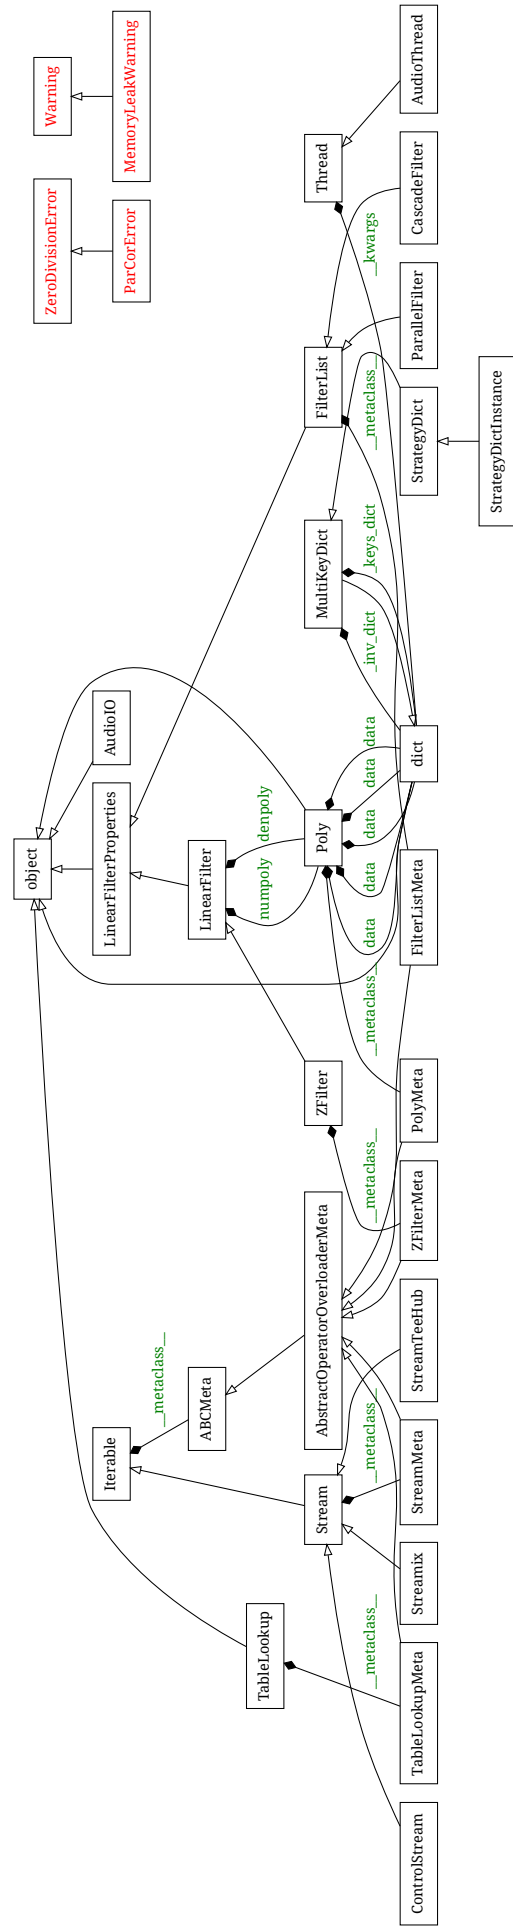 Warning
MemoryLeakWarning
ZeroDivisionError
ParCorError
AudioThread
Thread
CascadeFilter
__kwargs
FilterList
ParallelFilter
__metaclass__
StrategyDict
StrategyDictInstance
MultiKeyDict
_keys_dict
_inv_dict
object
AudioIO
LinearFilterProperties
LinearFilter
denpoly
numpoly
Poly
data
data
data
data
data
dict
FilterListMeta
__metaclass__
PolyMeta
ZFilter
__metaclass__
ZFilterMeta
AbstractOperatorOverloaderMeta
StreamTeeHub
Iterable
__metaclass__
ABCMeta
Stream
__metaclass__
StreamMeta
Streamix
TableLookup
__metaclass__
TableLookupMeta
ControlStream